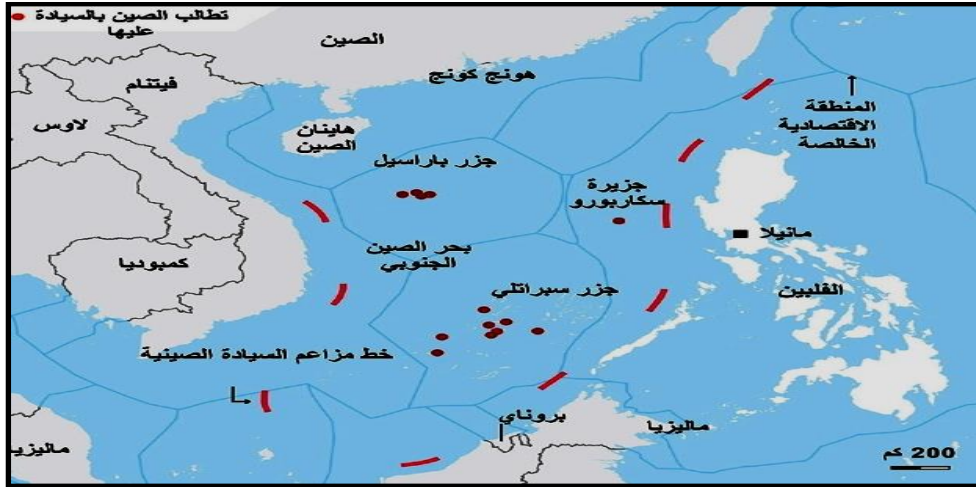 تطالب الصين بالسيادة
عليها
الصين
هونج كونج
فيتنام
لاوس
هاينان
الصين
المنطقة
الاقتصادية
الخالصة
جزر باراسيل
جزيرة
سكاربورو
مانيلا
بحر الصين
الجنوبي
كمبوديا
جزر سبراتلي
الفلبين
خط مزاعم السيادة الصينية
بروناي
ماليزيا
ماليزيا
200 كم